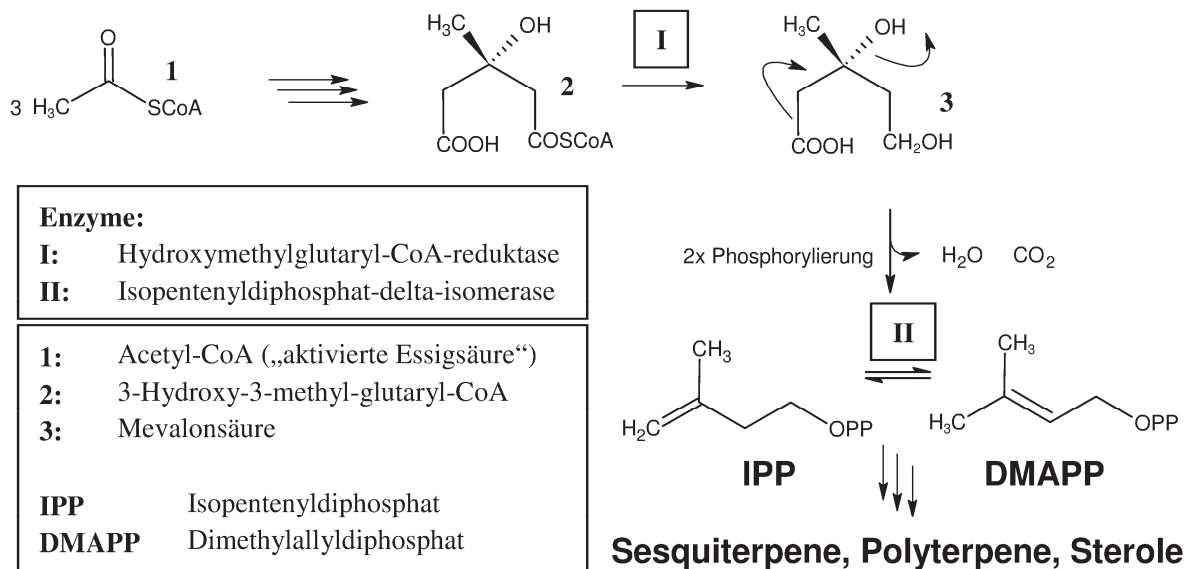 3 H₃C
O
SCoA
1
H₃C
OH
COOH
COSCoA
2
I
H₃C
OH
COOH
CH₂OH
3
Enzyme:
I: Hydroxymethylglutaryl-CoA-reduktase
II: Isopentenyldiphosphat-delta-isomerase
1: Acetyl-CoA („aktivierte Essigsäure“)
2: 3-Hydroxy-3-methyl-glutaryl-CoA
3: Mevalonsäure
IPP Isopentenyldiphosphat
DMAPP Dimethylallyldiphosphat
2x Phosphorylierung
H₂O CO₂
II
CH₃
H₂C
OPP
IPP
CH₃
H₃C
OPP
DMAPP
Sesquiterpene, Polyterpene, Sterole